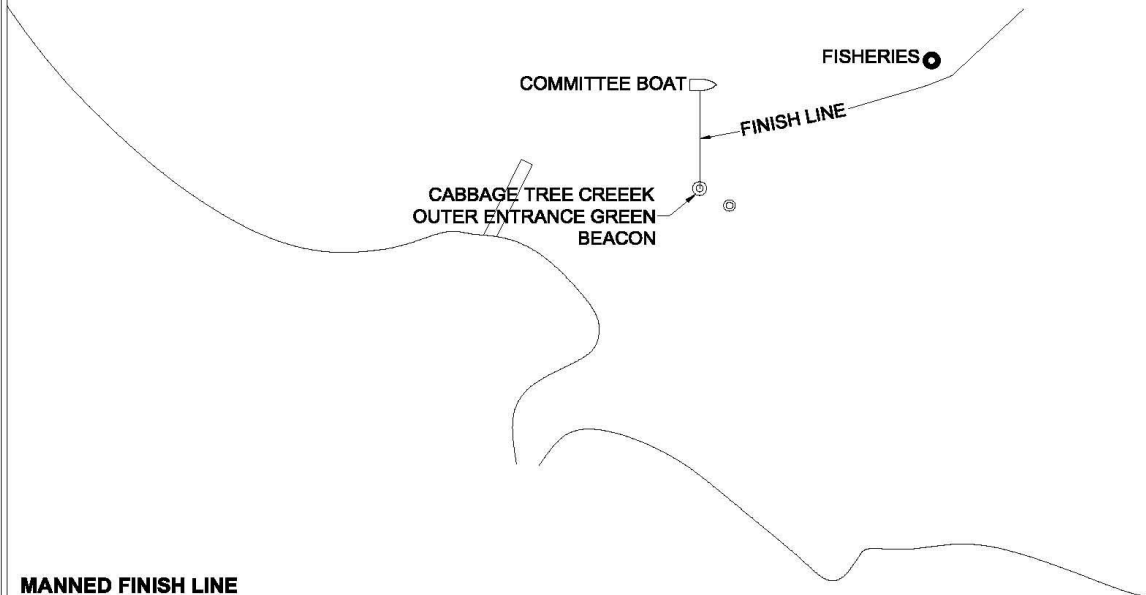 FISHERIES
COMMITTEE BOAT
FINISH LINE
CABBAGE TREE CREEEK
OUTER ENTRANCE GREEN
BEACON
MANNED FINISH LINE